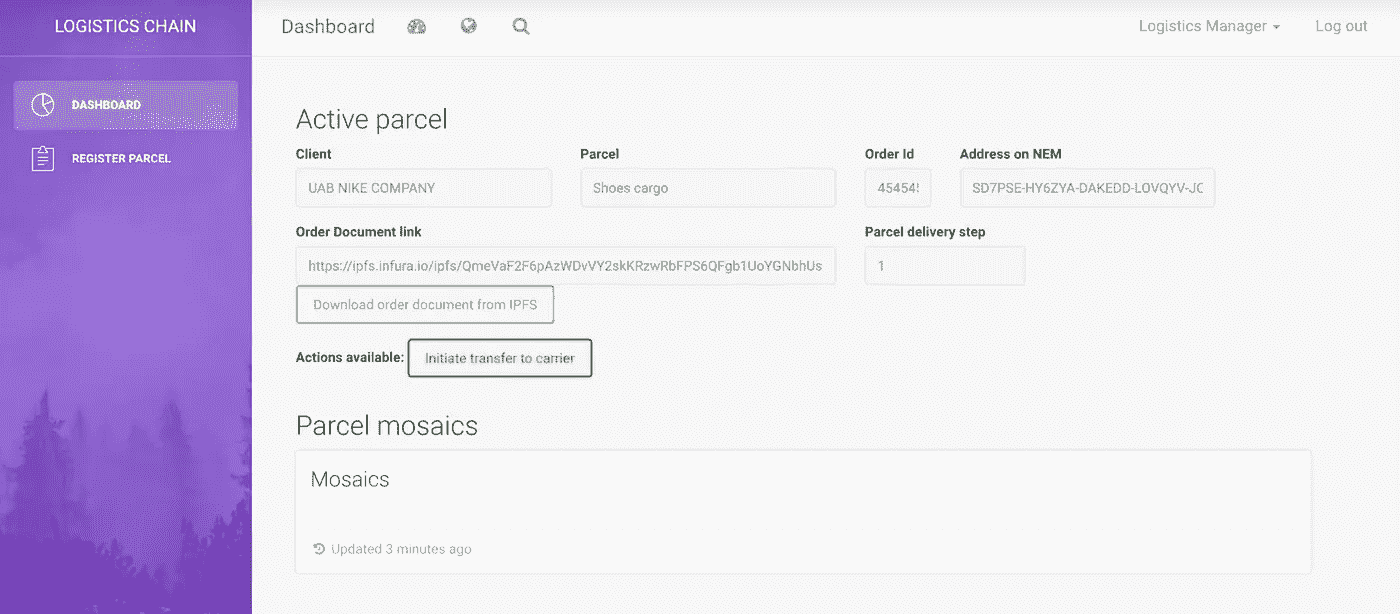 LOGISTICS CHAIN
Dashboard
Logistics Manager
Log out
DASHBOARD
REGISTER PARCEL
Active parcel
Client
Parcel
Order Id
Address on NEM
UAB NIKE COMPANY
Shoes cargo
45454
SD7PSE-HY6ZYA-DAKEDD-LOVQYV-JC
Order Document link
Parcel delivery step
https://ipfs.infura.io/ipfs/QmeVaF2F6pAzWDvVY2skKRzwRbFPS6QFgb1UoYGNbhUs
1
Download order document from IPFS
Actions available:
Initiate transfer to carrier
Parcel mosaics
Mosaics
Updated 3 minutes ago